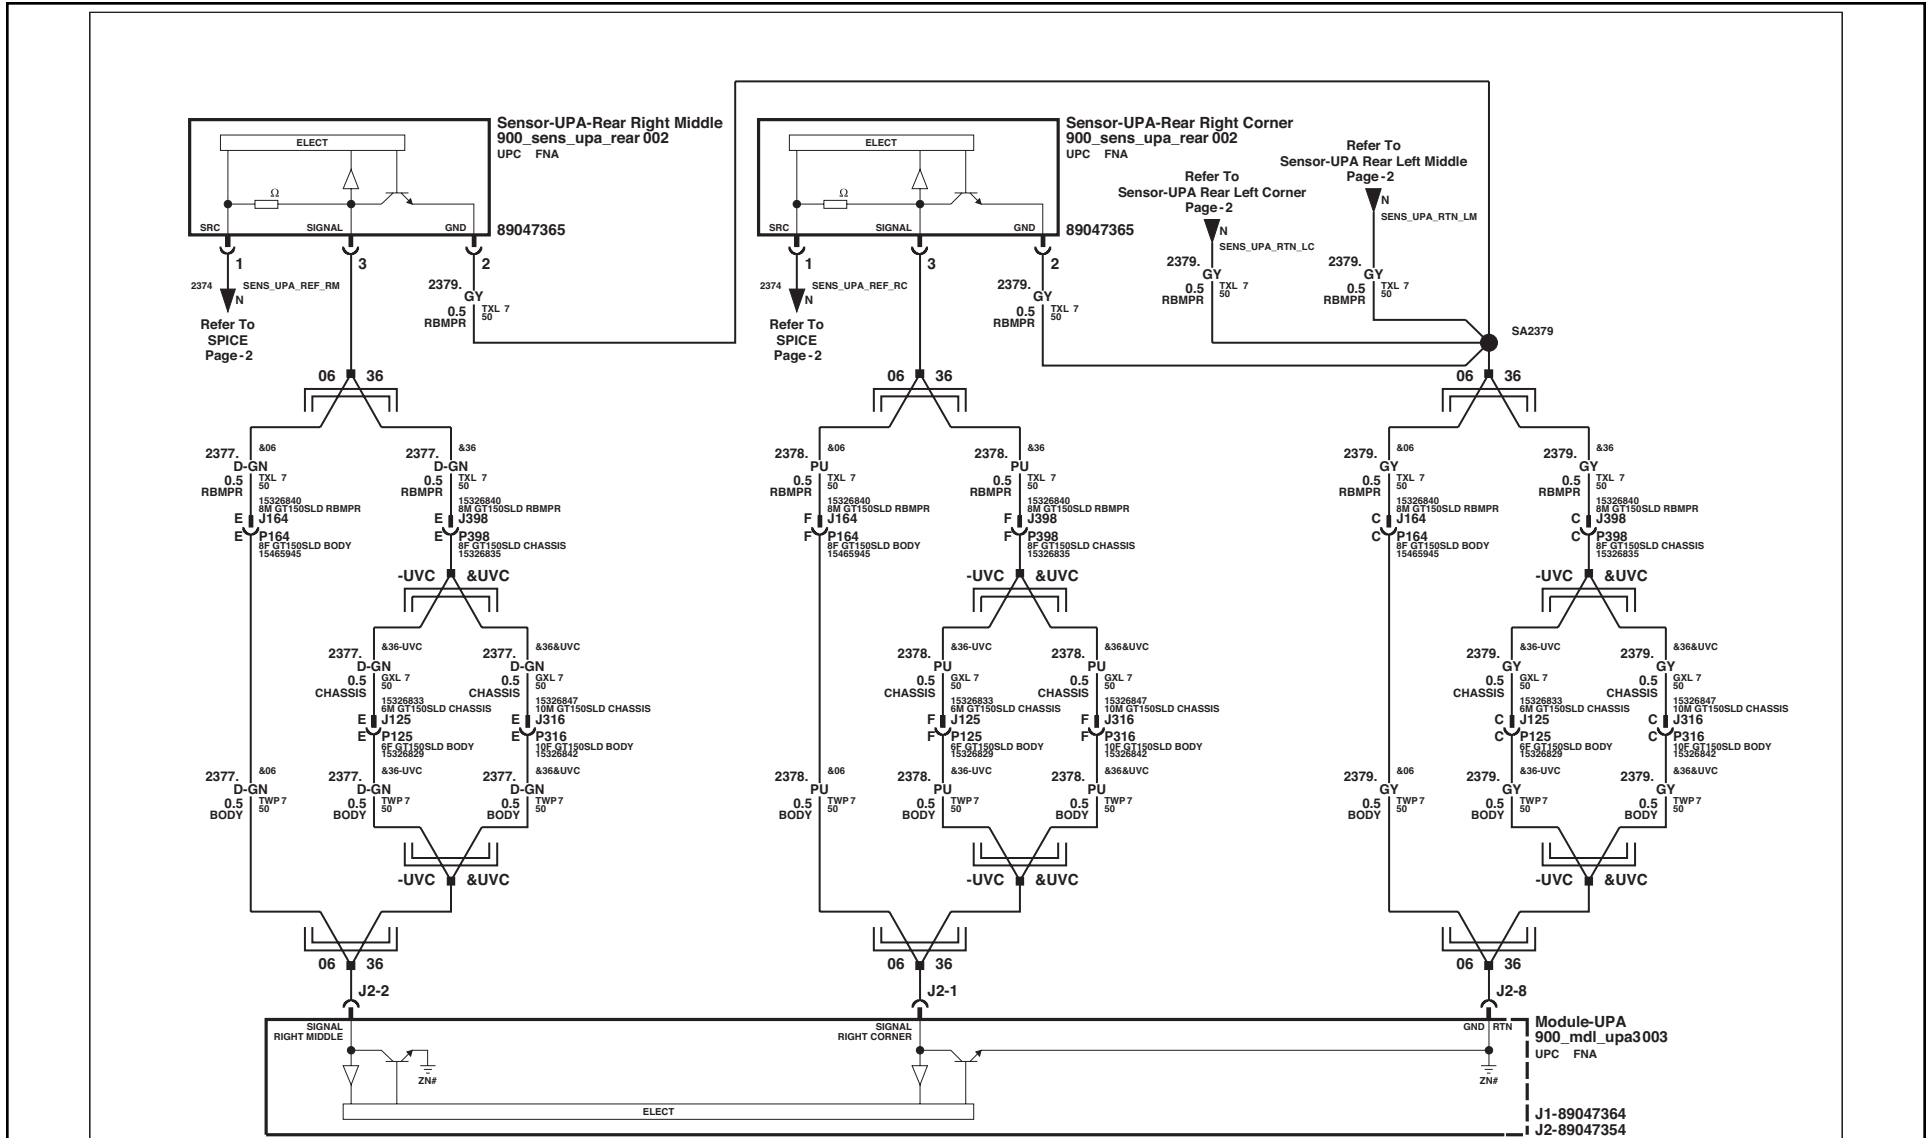 Sensor-UPA-Rear Right Middle
900_sens_upa_rear 002
UPC FNA
ELECT
Ω
SRC
SIGNAL
GND
89047365
1
3
2
2374
SENS_UPA_REF_RM
N
Refer To
SPICE
Page-2
2379.
GY
0.5
TXL 7
50
RBMPR
Sensor-UPA-Rear Right Corner
900_sens_upa_rear 002
UPC FNA
ELECT
Ω
SRC
SIGNAL
GND
89047365
1
3
2
2374
SENS_UPA_REF_RC
N
Refer To
SPICE
Page-2
2379.
GY
0.5
TXL 7
50
RBMPR
Refer To
Sensor-UPA Rear Left Corner
Page-2
N
SENS_UPA_RTN_LC
2379.
GY
0.5
TXL 7
50
RBMPR
Refer To
Sensor-UPA Rear Left Middle
Page-2
N
SENS_UPA_RTN_LM
2379.
GY
0.5
TXL 7
50
RBMPR
SA2379
06 36
2377.
&06
D-GN
0.5
TXL 7
50
RBMPR
15326840
8M GT150SLD RBMPR
E J164
E P164
8F GT150SLD BODY
15465945
2377.
&36
D-GN
0.5
TXL 7
50
RBMPR
15326840
8M GT150SLD RBMPR
E J398
E P398
8F GT150SLD CHASSIS
15326835
-UVC &UVC
2377.
&36-UVC
D-GN
0.5
GXL 7
50
CHASSIS
15326833
6M GT150SLD CHASSIS
E J125
E P125
6F GT150SLD BODY
15326829
2377.
&36&UVC
D-GN
0.5
GXL 7
50
CHASSIS
15326847
10M GT150SLD CHASSIS
E J316
E P316
10F GT150SLD BODY
15326842
2377.
&06
D-GN
0.5
TWP 7
50
BODY
2377.
&36-UVC
D-GN
0.5
TWP 7
50
BODY
2377.
&36&UVC
D-GN
0.5
TWP 7
50
BODY
-UVC &UVC
06 36
J2-2
06 36
2378.
&06
PU
0.5
TXL 7
50
RBMPR
15326840
8M GT150SLD RBMPR
F J164
F P164
8F GT150SLD BODY
15465945
2378.
&36
PU
0.5
TXL 7
50
RBMPR
15326840
8M GT150SLD RBMPR
F J398
F P398
8F GT150SLD CHASSIS
15326835
-UVC &UVC
2378.
&36-UVC
PU
0.5
GXL 7
50
CHASSIS
15326833
6M GT150SLD CHASSIS
F J125
F P125
6F GT150SLD BODY
15326829
2378.
&36&UVC
PU
0.5
GXL 7
50
CHASSIS
15326847
10M GT150SLD CHASSIS
F J316
F P316
10F GT150SLD BODY
15326842
2378.
&06
PU
0.5
TWP 7
50
BODY
2378.
&36-UVC
PU
0.5
TWP 7
50
BODY
2378.
&36&UVC
PU
0.5
TWP 7
50
BODY
-UVC &UVC
06 36
J2-1
06 36
2379.
&06
GY
0.5
TXL 7
50
RBMPR
15326840
8M GT150SLD RBMPR
C J164
C P164
8F GT150SLD BODY
15465945
2379.
&36
GY
0.5
TXL 7
50
RBMPR
15326840
8M GT150SLD RBMPR
C J398
C P398
8F GT150SLD CHASSIS
15326835
-UVC &UVC
2379.
&36-UVC
GY
0.5
GXL 7
50
CHASSIS
15326833
6M GT150SLD CHASSIS
C J125
C P125
6F GT150SLD BODY
15326829
2379.
&36&UVC
GY
0.5
GXL 7
50
CHASSIS
15326847
10M GT150SLD CHASSIS
C J316
C P316
10F GT150SLD BODY
15326842
2379.
&06
GY
0.5
TWP 7
50
BODY
2379.
&36-UVC
GY
0.5
TWP 7
50
BODY
2379.
&36&UVC
GY
0.5
TWP 7
50
BODY
-UVC &UVC
06 36
J2-8
SIGNAL
RIGHT MIDDLE
ZN#
SIGNAL
RIGHT CORNER
GND RTN
ZN#
ELECT
Module-UPA
900_mdl_upa3003
UPC FNA
J1-89047364
J2-89047354